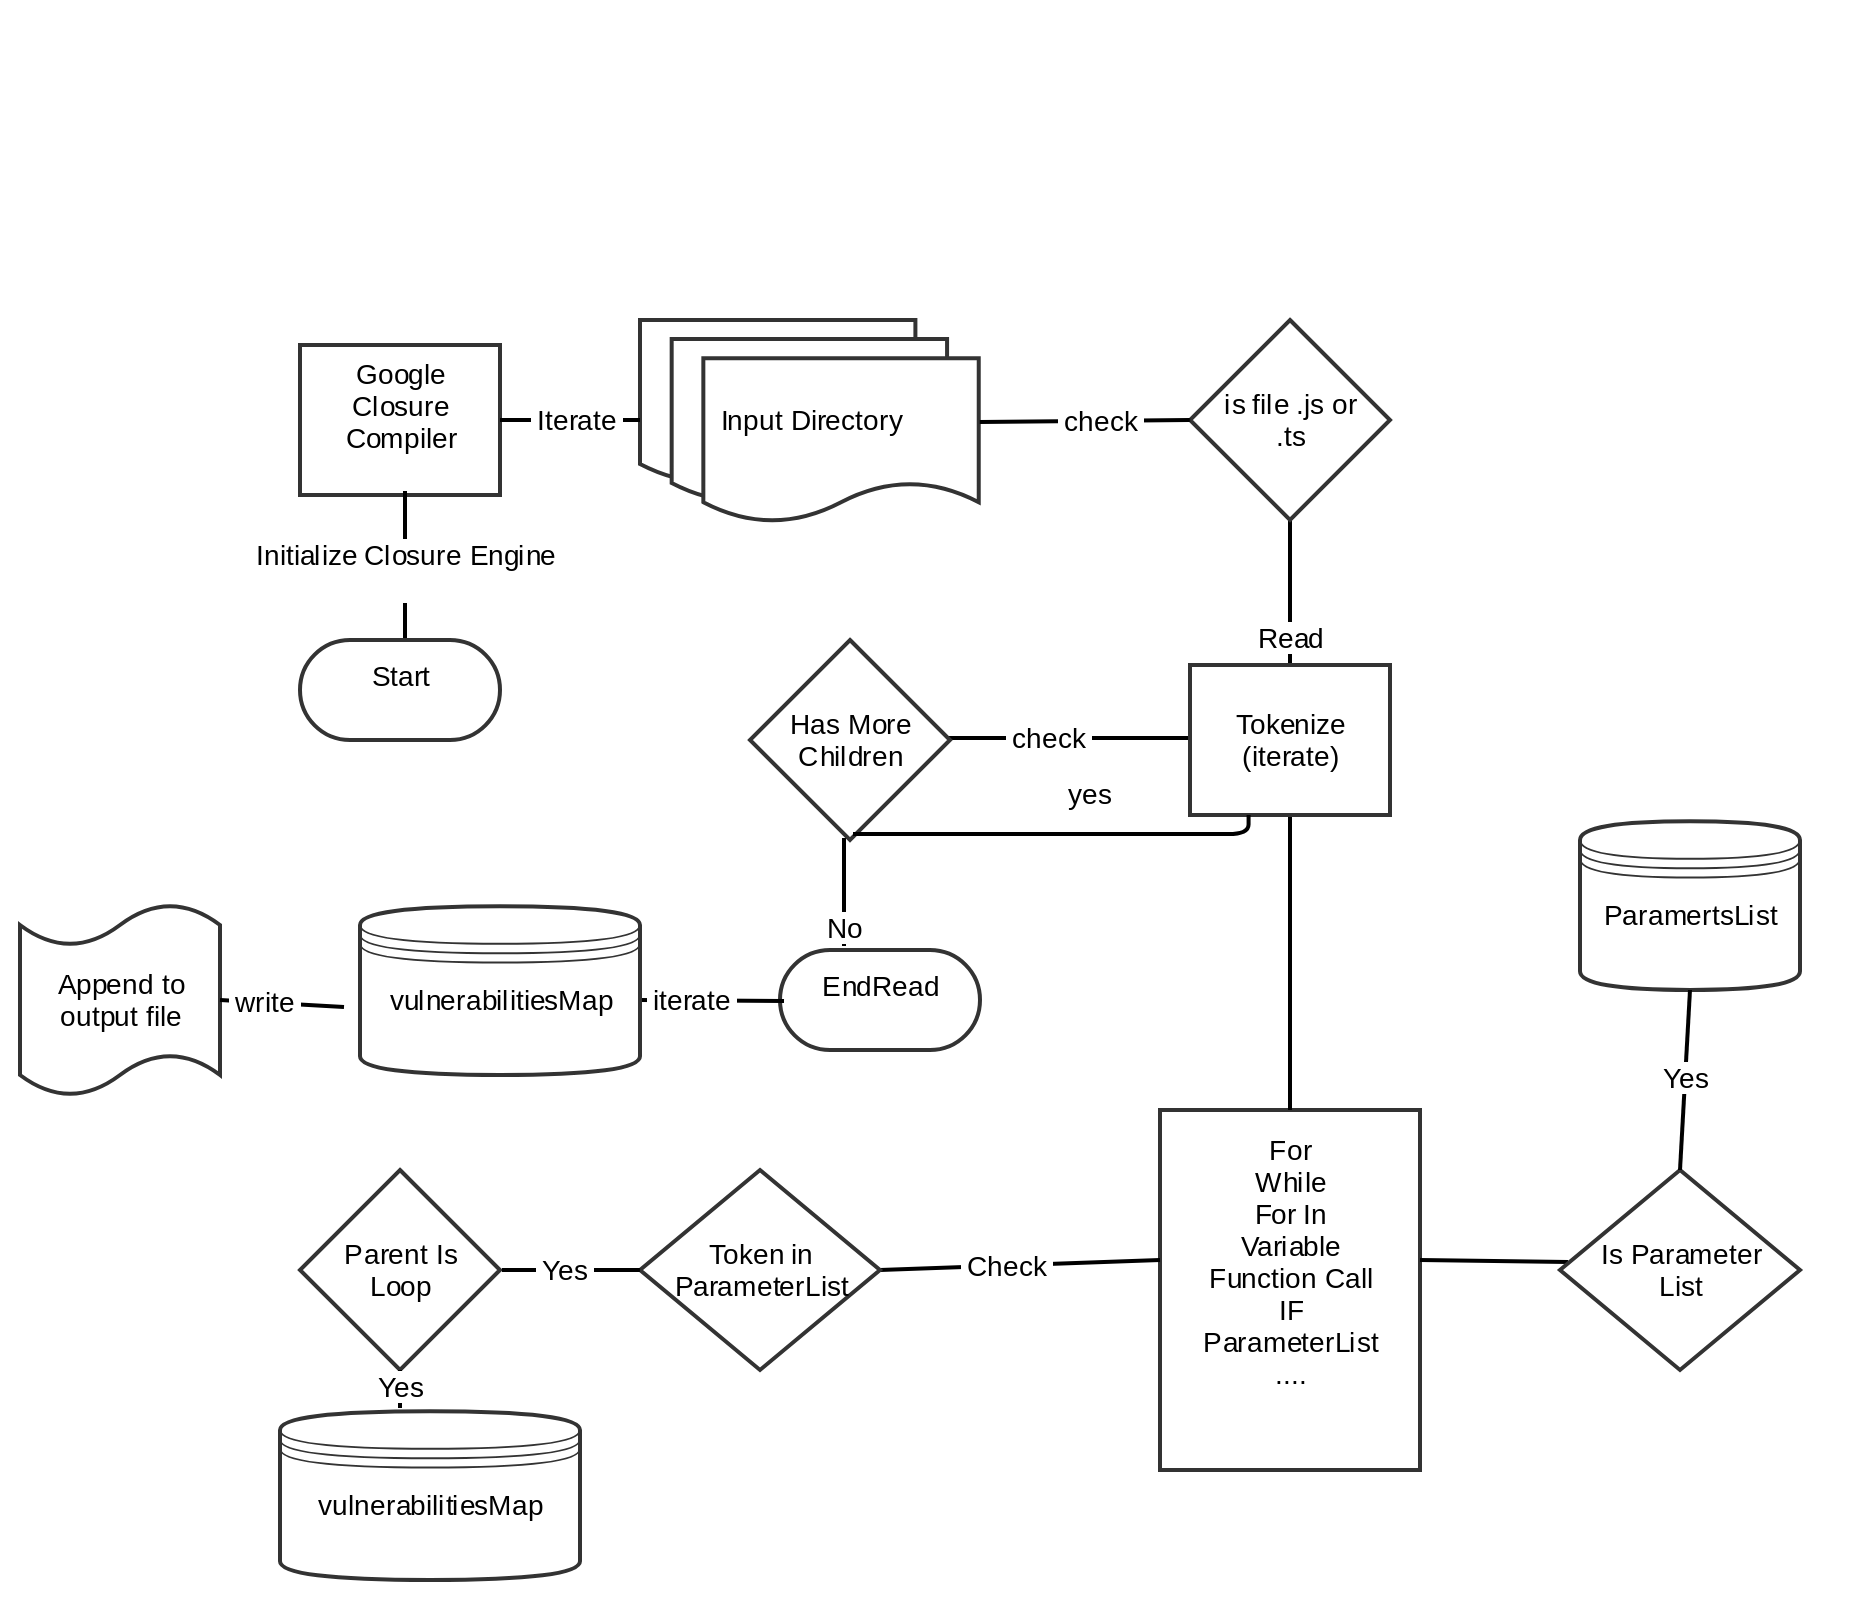 Google
Closure
Compiler
Iterate
Input Directory
check
is file .js or
.ts
Initialize Closure Engine
Start
Read
Has More
Children
check
Tokenize
(iterate)
yes
No
EndRead
iterate
vulnerabilitiesMap
write
Append to
output file
ParamertsList
Yes
Is Parameter
List
For
While
For In
Variable
Function Call
IF
ParameterList
....
Check
Token in
ParameterList
Yes
Parent Is
Loop
Yes
vulnerabilitiesMap